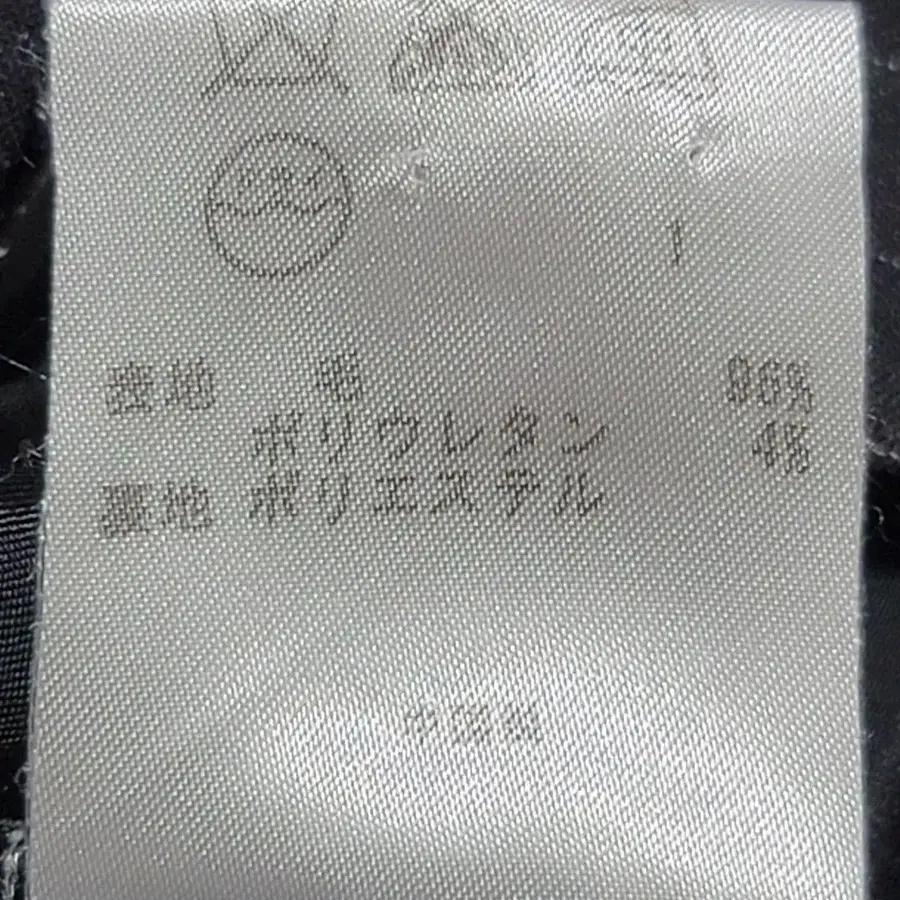 表地 毛 96%
ポリウレタン 4%
裏地 ポリエステル
中国製